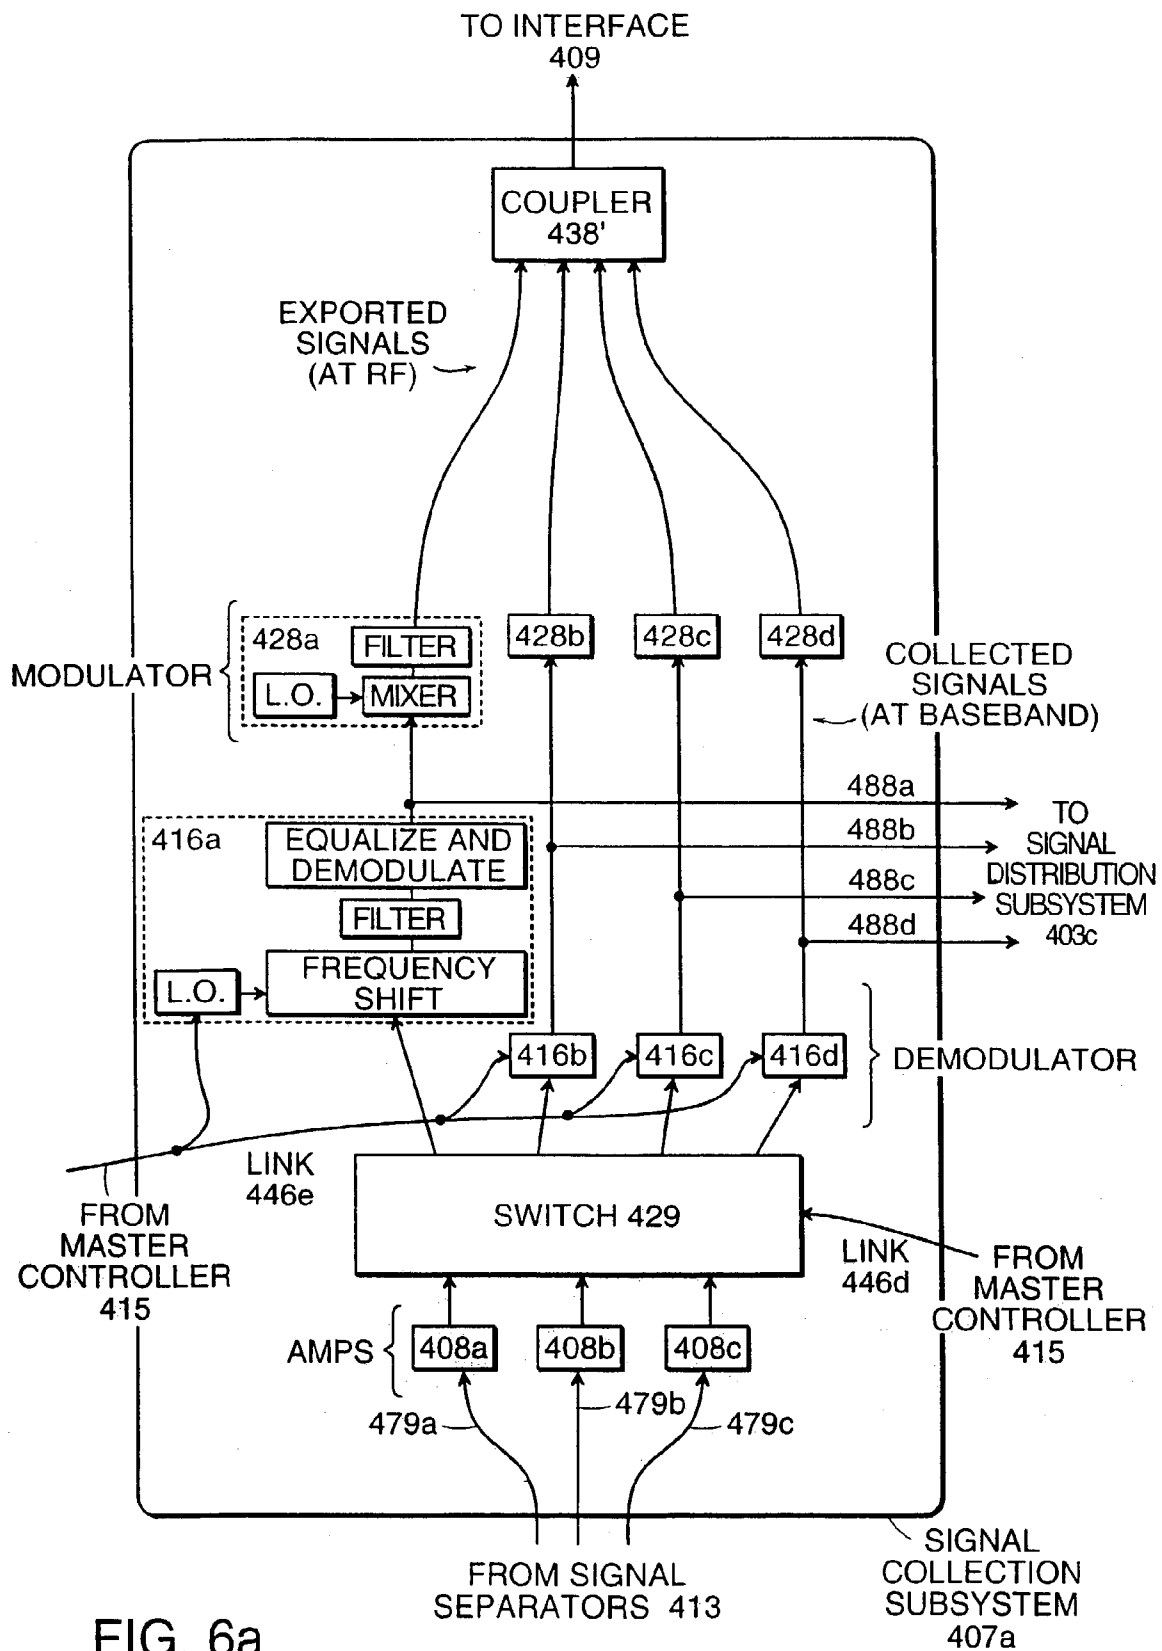 TO INTERFACE
409
COUPLER
438'
EXPORTED
SIGNALS
(AT RF)
MODULATOR
428a
FILTER
L.O.
MIXER
428b
428c
428d
COLLECTED
SIGNALS
(AT BASEBAND)
488a
488b
488c
488d
TO
SIGNAL
DISTRIBUTION
SUBSYSTEM
403c
416a
EQUALIZE AND
DEMODULATE
FILTER
FREQUENCY
SHIFT
L.O.
416b
416c
416d
DEMODULATOR
LINK
446e
FROM
MASTER
CONTROLLER
415
SWITCH 429
LINK
446d
FROM
MASTER
CONTROLLER
415
AMPS
408a
408b
408c
479a
479b
479c
FROM SIGNAL
SEPARATORS 413
SIGNAL
COLLECTION
SUBSYSTEM
407a
FIG. 6a